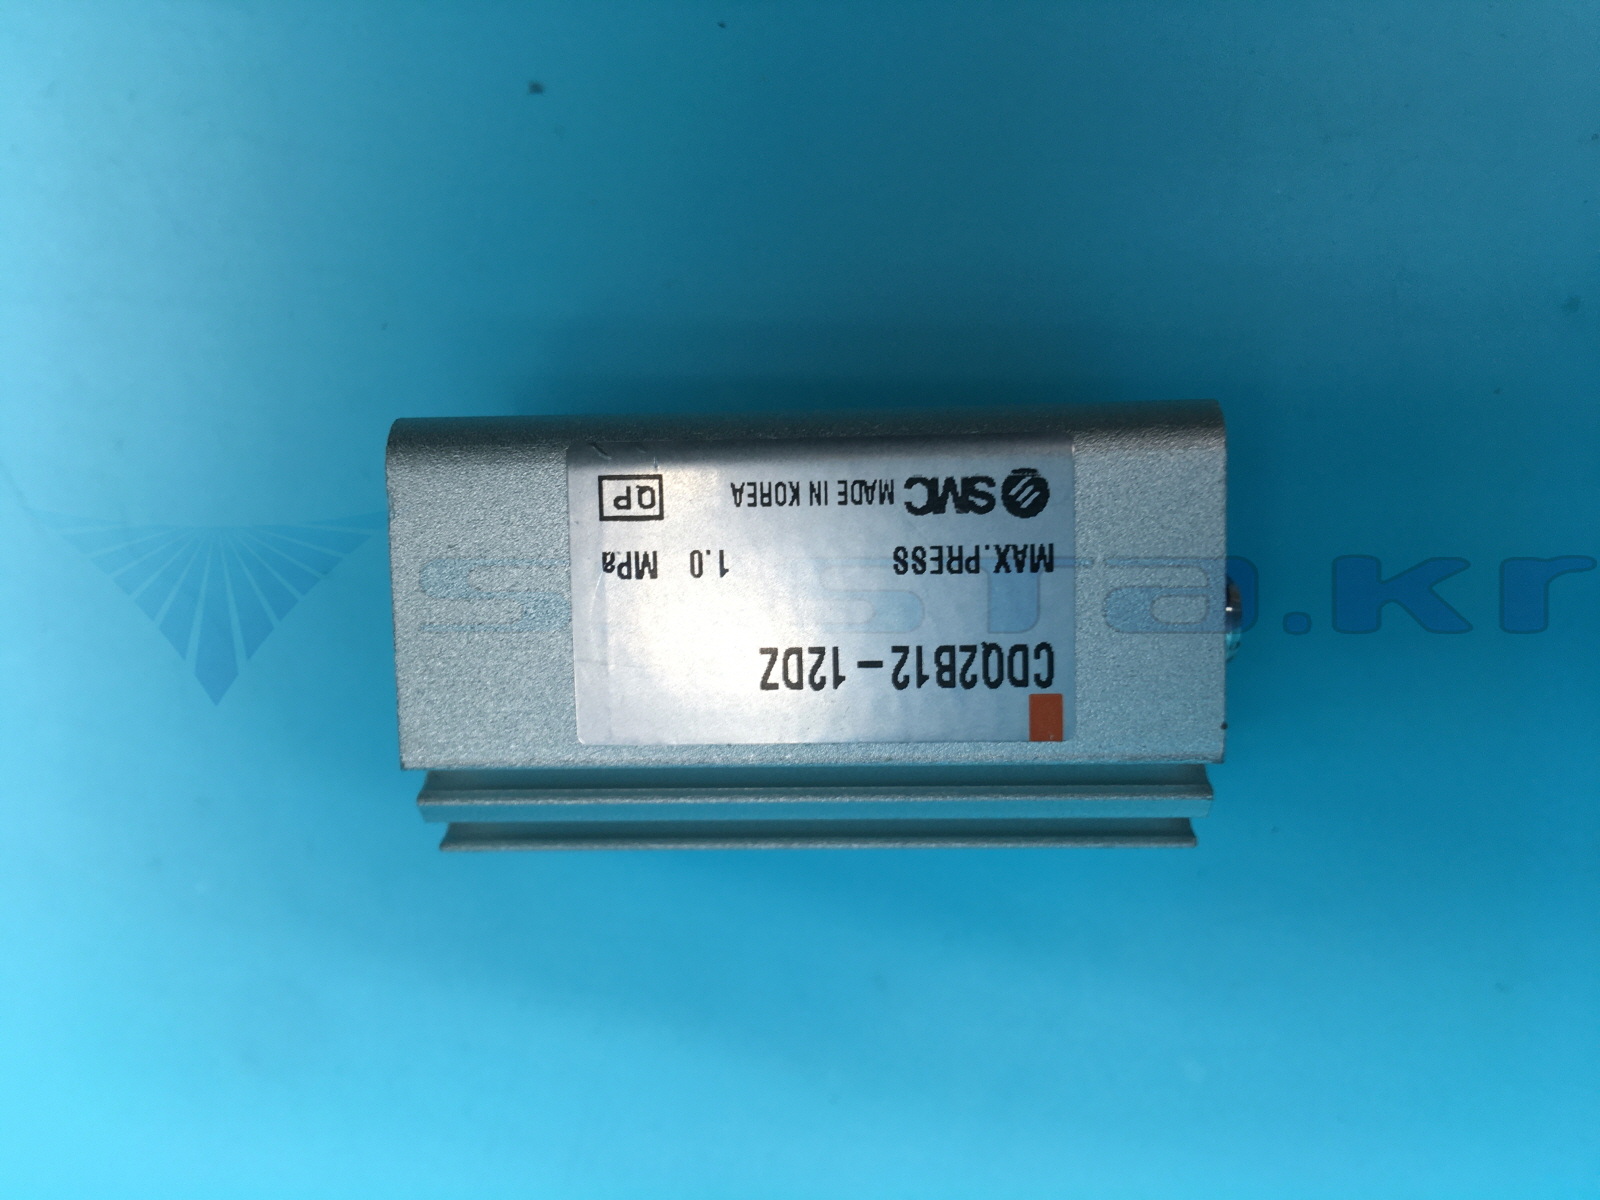 CDQ2B12-12DZ
MAX.PRESS 1.0 MPa
SMC MADE IN KOREA QP